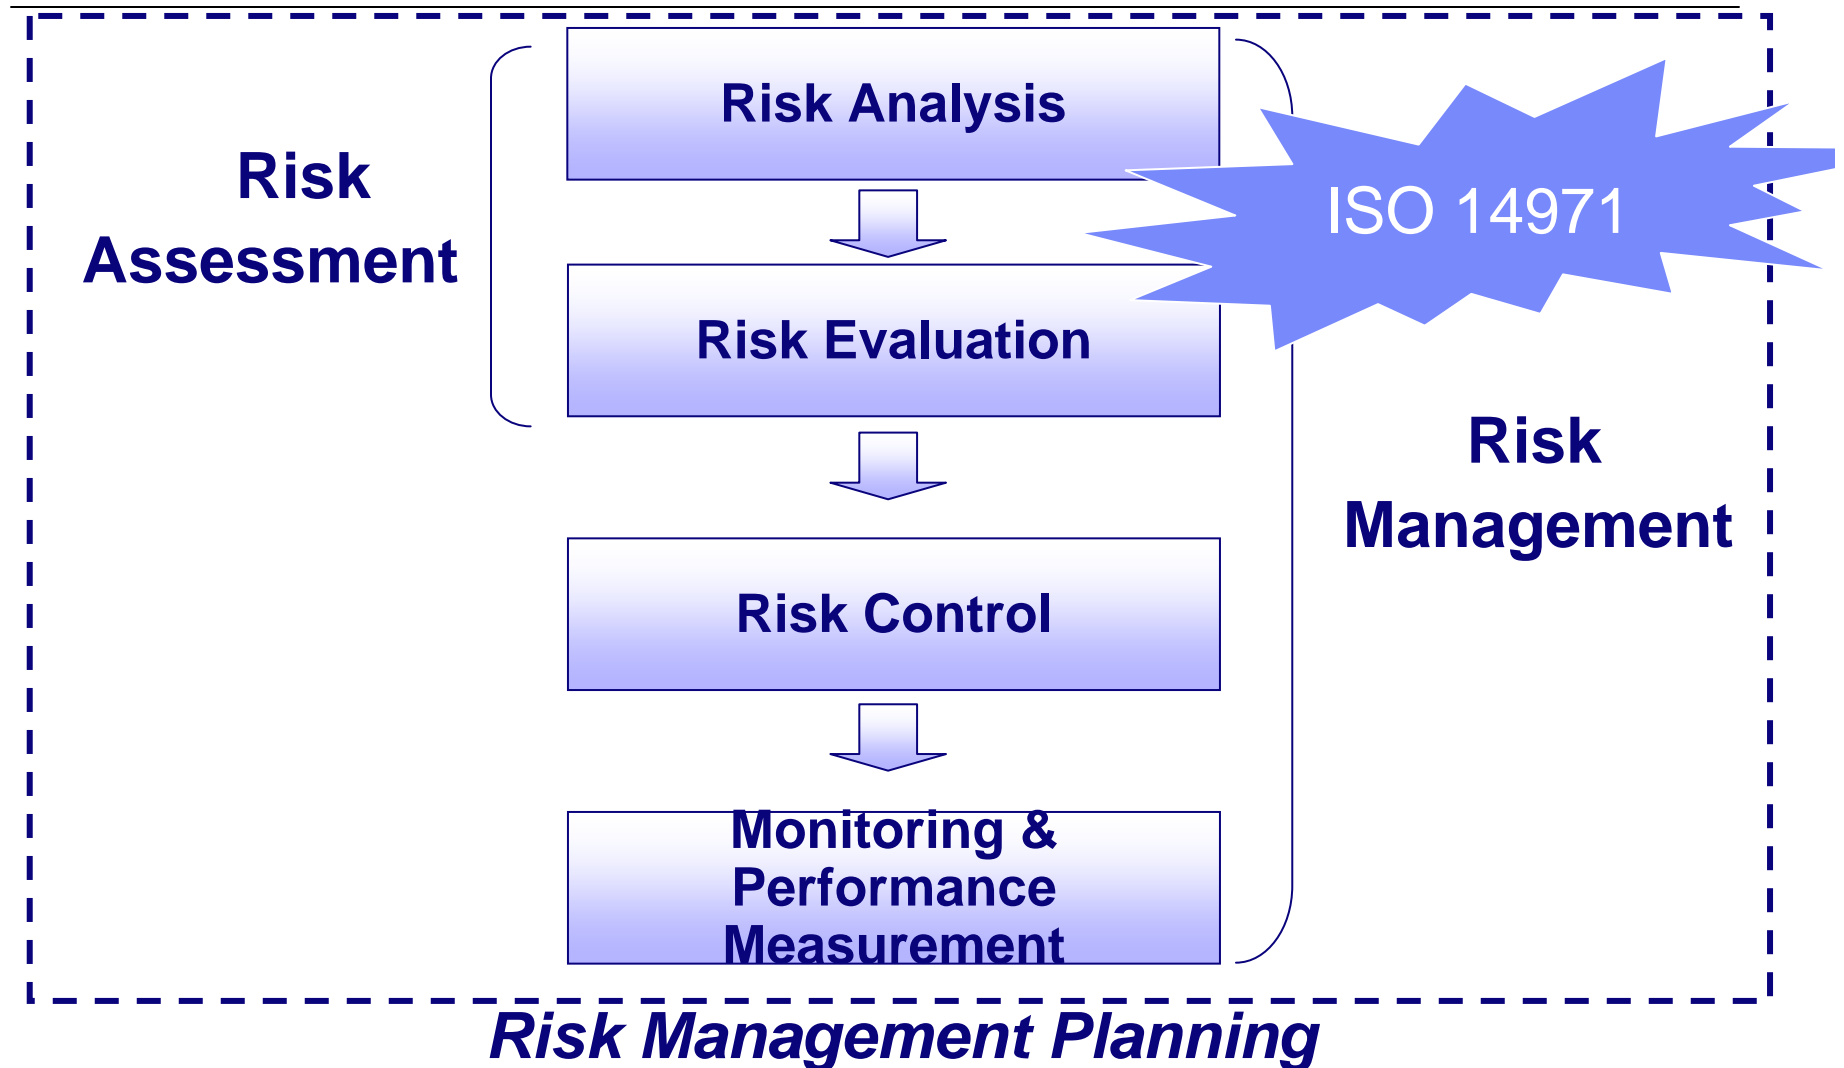 Risk Analysis
Risk
Assessment
ISO 14971
Risk Evaluation
Risk
Management
Risk Control
Monitoring &
Performance
Measurement
Risk Management Planning